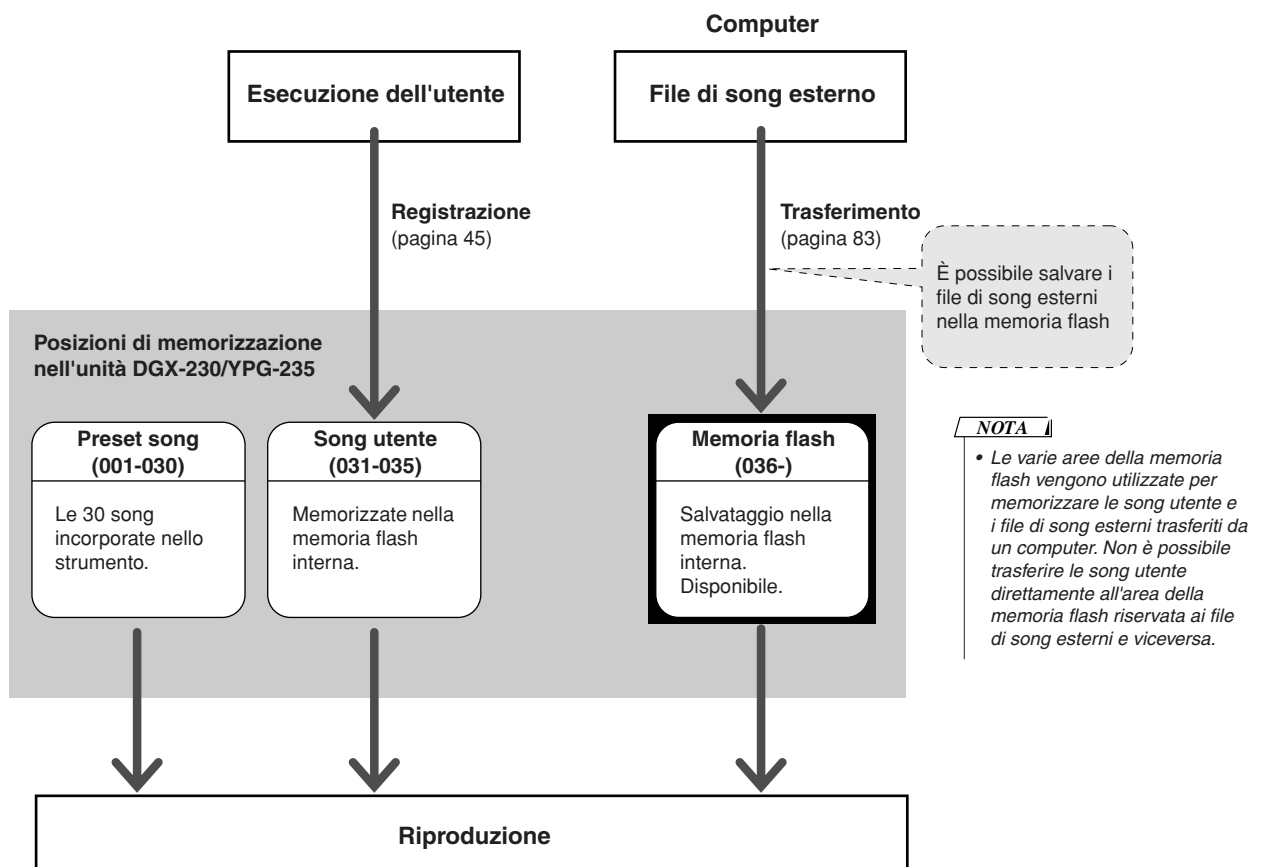 Computer
Esecuzione dell'utente
File di song esterno
Registrazione
(pagina 45)
Trasferimento
(pagina 83)
È possibile salvare i
file di song esterni
nella memoria flash
Posizioni di memorizzazione
nell'unità DGX-230/YPG-235
Preset song
(001-030)
Le 30 song
incorporate nello
strumento.
Song utente
(031-035)
Memorizzate nella
memoria flash
interna.
Memoria flash
(036-)
Salvataggio nella
memoria flash
interna.
Disponibile.
NOTA
• Le varie aree della memoria
flash vengono utilizzate per
memorizzare le song utente e
i file di song esterni trasferiti da
un computer. Non è possibile
trasferire le song utente
direttamente all'area della
memoria flash riservata ai file
di song esterni e viceversa.
Riproduzione